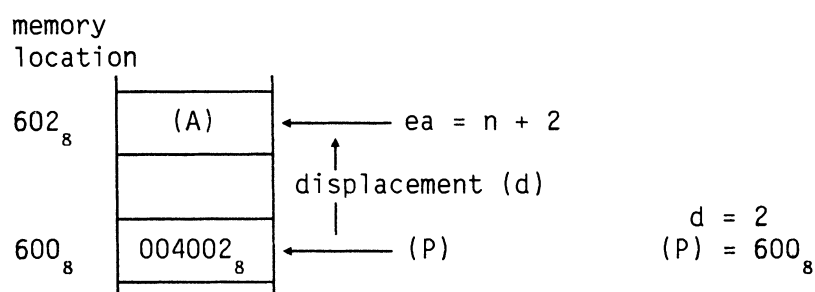 memory
location
602₈ (A) ea = n + 2
displacement (d)
d = 2
600₈ 004002₈ (P) (P) = 600₈